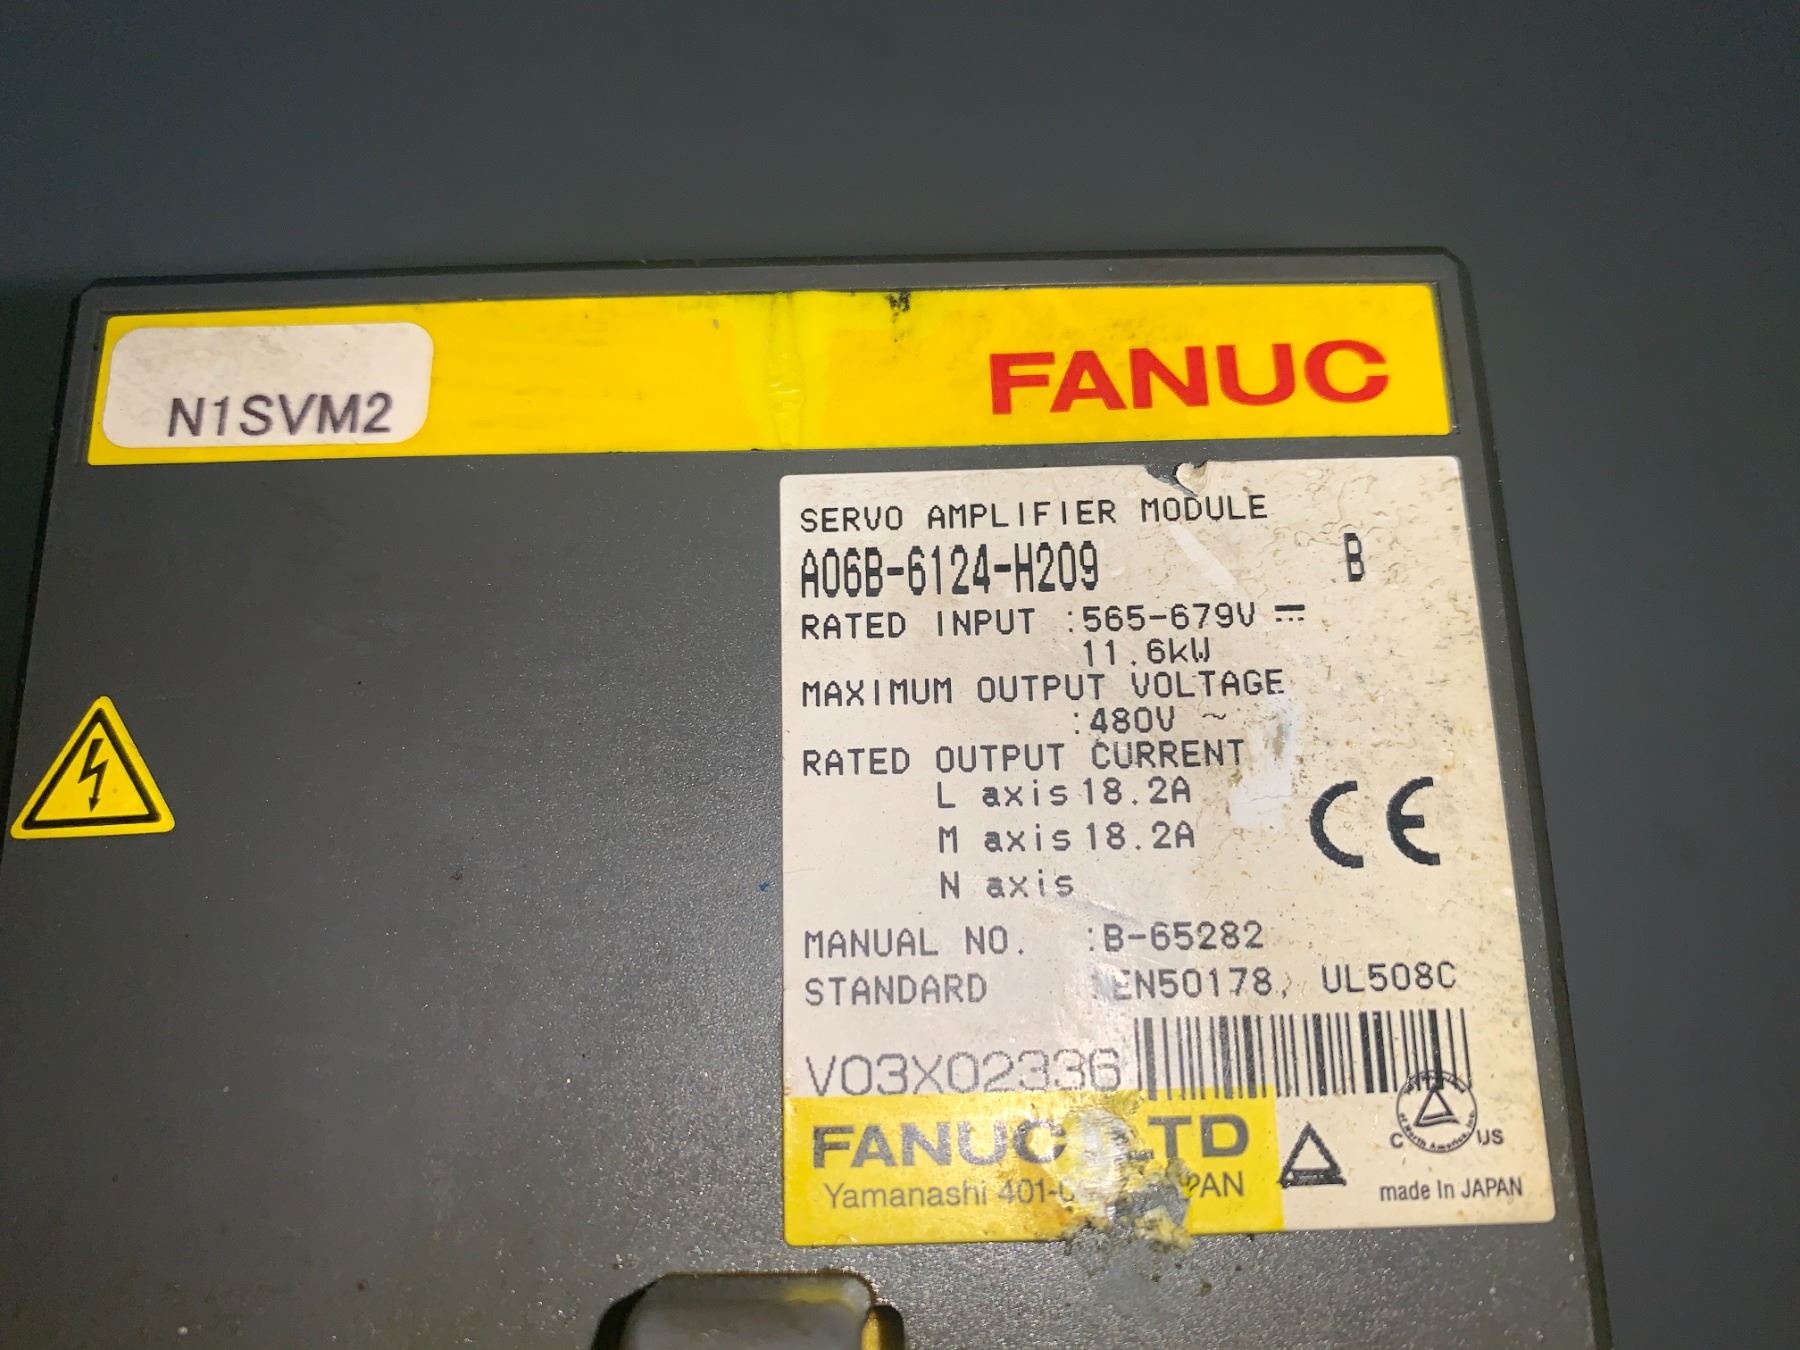 N1SVM2
FANUC
SERVO AMPLIFIER MODULE
A06B-6124-H209 B
RATED INPUT :565-679V ⎓
11.6kW
MAXIMUM OUTPUT VOLTAGE
:480V ~
RATED OUTPUT CURRENT
L axis 18.2A
M axis 18.2A
N axis
CE
MANUAL NO. :B-65282
STANDARD :EN50178, UL508C
V03X02336
FANUC LTD
Yamanashi
C US
made In JAPAN